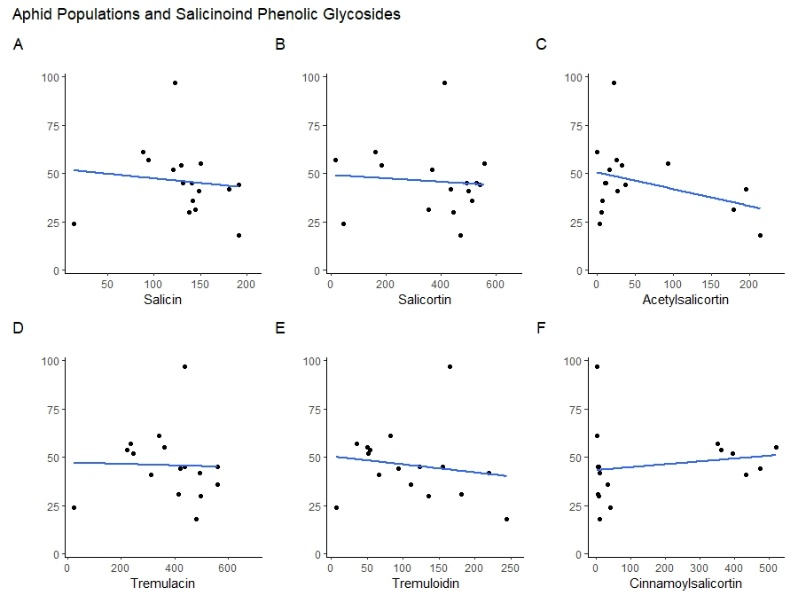 Aphid Populations and Salicinoind Phenolic Glycosides
A B C
100 100 100
75 75 75
50 50 50
25 25 25
0 0 0
50 100 150 200 0 200 400 600 0 50 100 150 200
Salicin Salicortin Acetylsalicortin
D E F
100 100 100
75 75 75
50 50 50
25 25 25
0 0 0
0 200 400 600 0 50 100 150 200 250 0 100 200 300 400 500
Tremulacin Tremuloidin Cinnamoylsalicortin